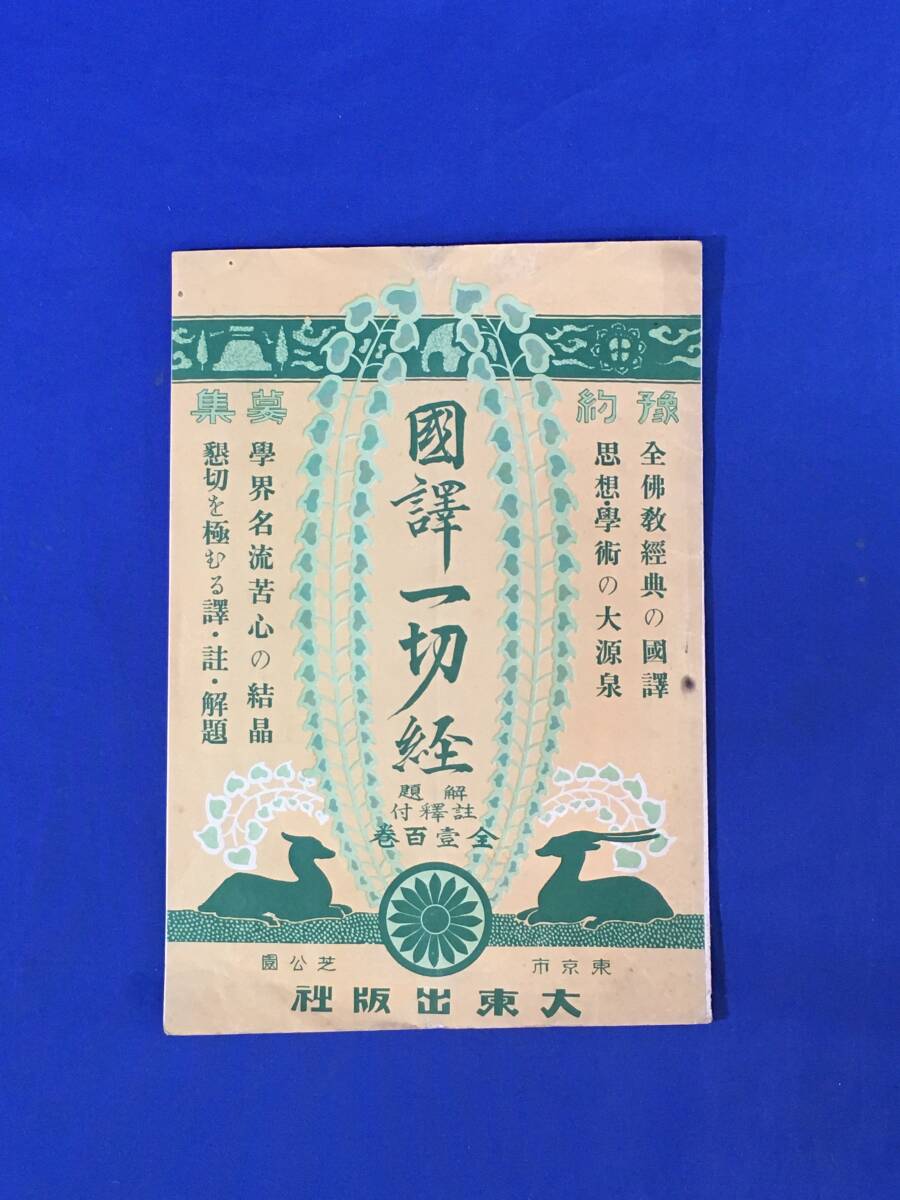 豫約募集
全佛敎經典の國譯
思想・學術の大源泉
國譯一切経
解題
註釋付
全壹百卷
學界名流苦心の結晶
懇切を極むる譯・註・解題
東京市芝公園
大東出版社